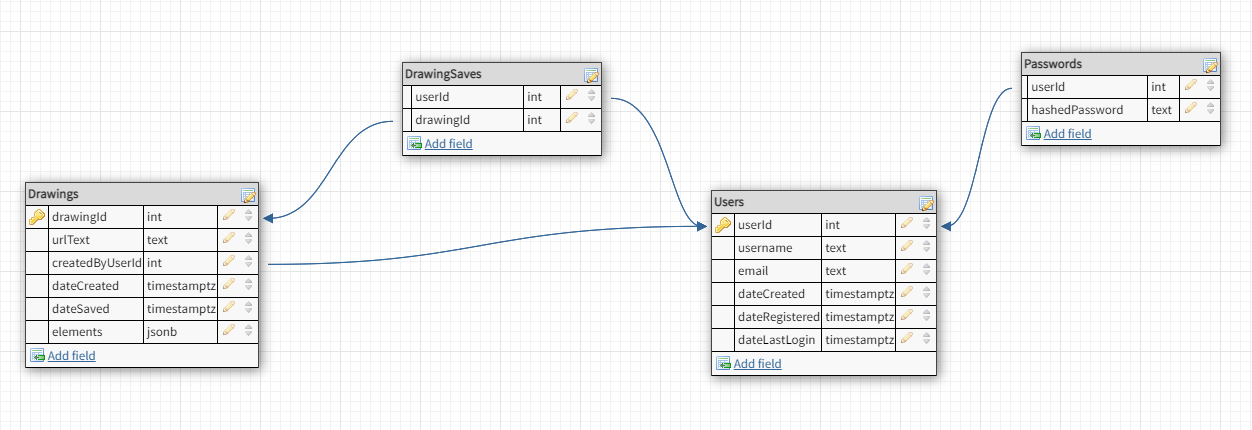 DrawingSaves
userId int
drawingId int
Add field
Passwords
userId int
hashedPassword text
Add field
Drawings
drawingId int
urlText text
createdByUserId int
dateCreated timestamptz
dateSaved timestamptz
elements jsonb
Add field
Users
userId int
username text
email text
dateCreated timestamptz
dateRegistered timestamptz
dateLastLogin timestamptz
Add field